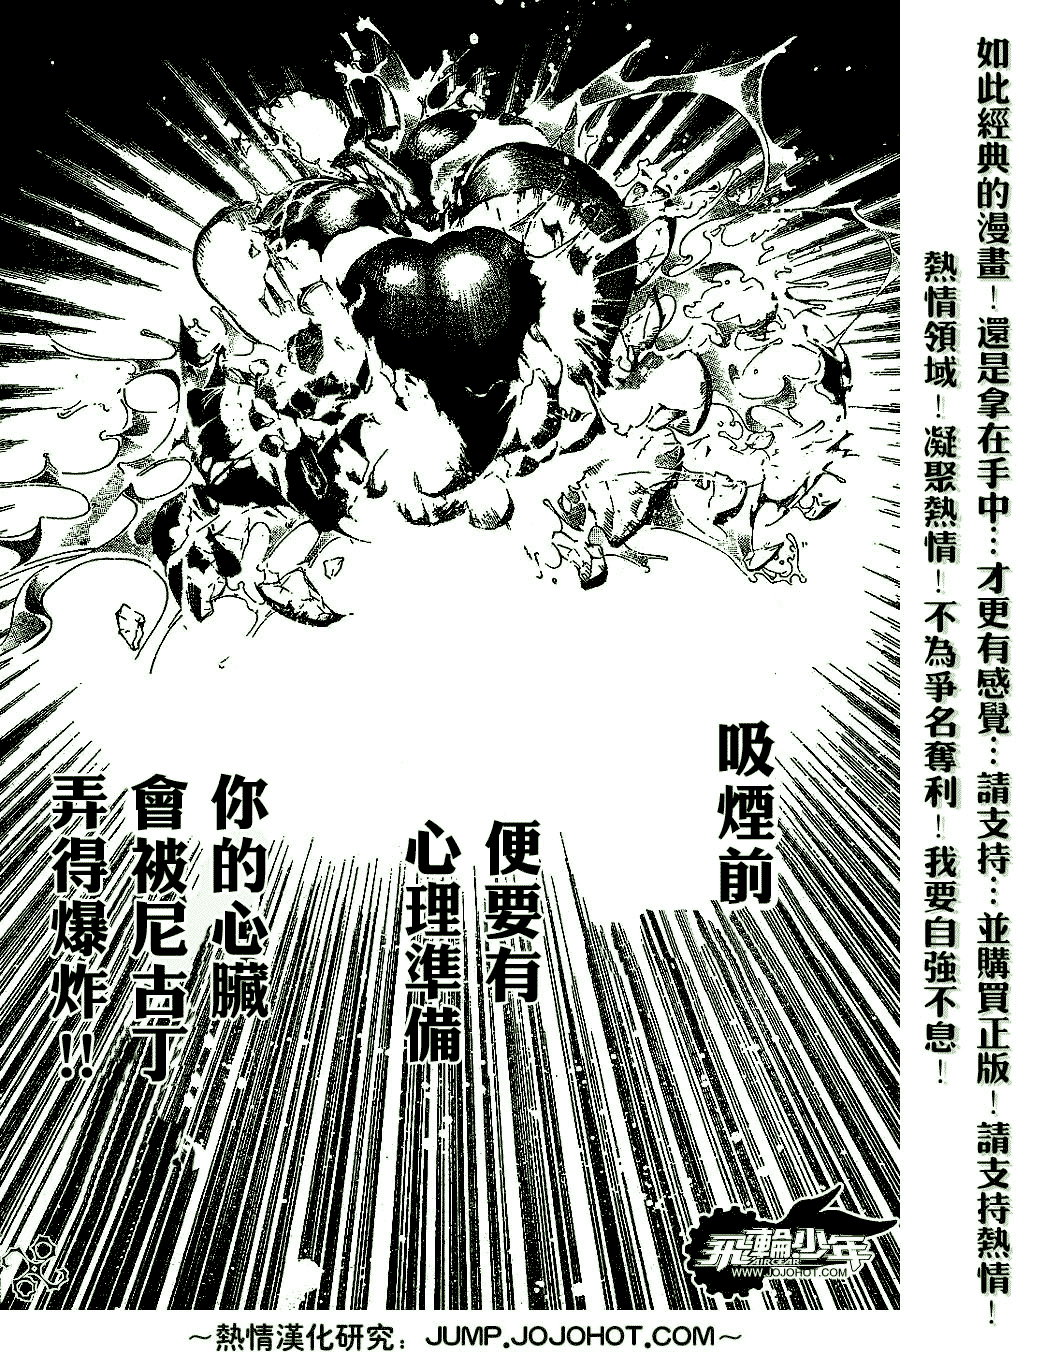 如此經典的漫畫！還是拿在手中…才更有感覺…請支持…並購買正版！請支持熱情！
熱情領域！凝聚熱情！不為爭名奪利！我要自強不息！
吸煙前
便要有
心理準備
你的心臟
會被尼古丁
弄得爆炸!!
飛輪少年
AIRGEAR
WWW.JOJOHOT.COM
～熱情漢化研究：JUMP.JOJOHOT.COM～